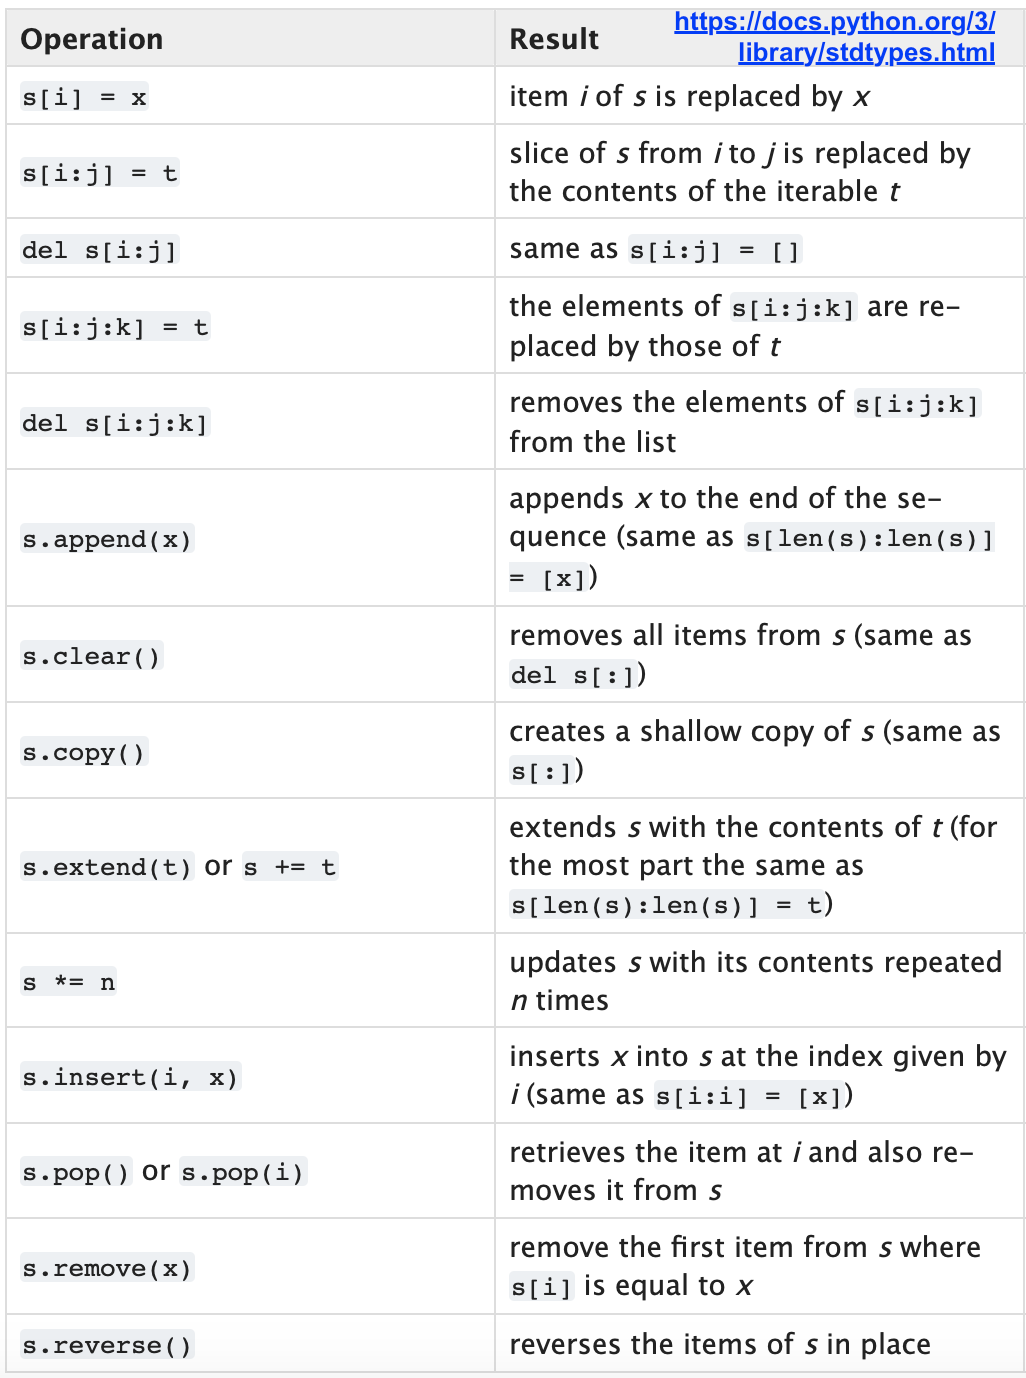 Operation
Result
https://docs.python.org/3/
library/stdtypes.html
s[i] = x
item i of s is replaced by x
s[i:j] = t
slice of s from i to j is replaced by
the contents of the iterable t
del s[i:j]
same as s[i:j] = []
s[i:j:k] = t
the elements of s[i:j:k] are re-
placed by those of t
del s[i:j:k]
removes the elements of s[i:j:k]
from the list
s.append(x)
appends x to the end of the se-
quence (same as s[len(s):len(s)]
= [x])
s.clear()
removes all items from s (same as
del s[:])
s.copy()
creates a shallow copy of s (same as
s[:])
s.extend(t) or s += t
extends s with the contents of t (for
the most part the same as
s[len(s):len(s)] = t)
s *= n
updates s with its contents repeated
n times
s.insert(i, x)
inserts x into s at the index given by
i (same as s[i:i] = [x])
s.pop() or s.pop(i)
retrieves the item at i and also re-
moves it from s
s.remove(x)
remove the first item from s where
s[i] is equal to x
s.reverse()
reverses the items of s in place